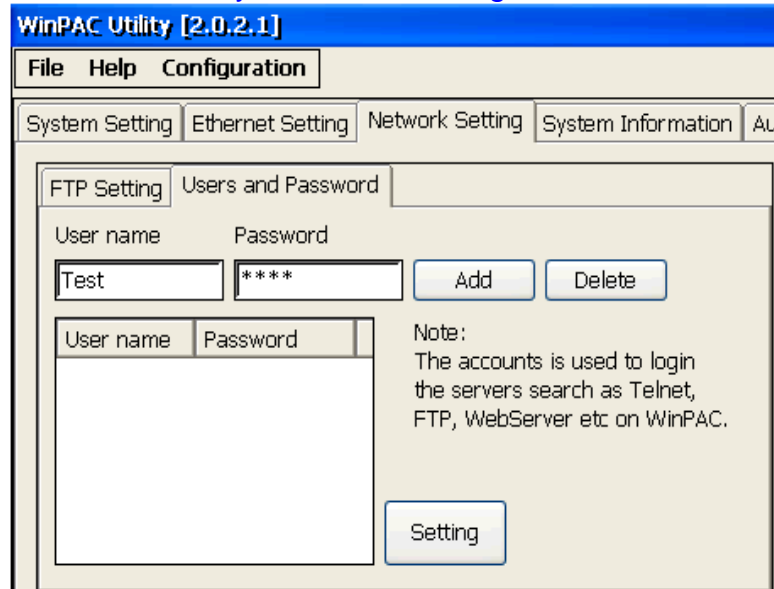 WinPAC Utility [2.0.2.1]
File Help Configuration
System Setting Ethernet Setting Network Setting System Information Au
FTP Setting Users and Password
User name Password
Test **** Add Delete
User name Password
Note:
The accounts is used to login
the servers search as Telnet,
FTP, WebServer etc on WinPAC.
Setting